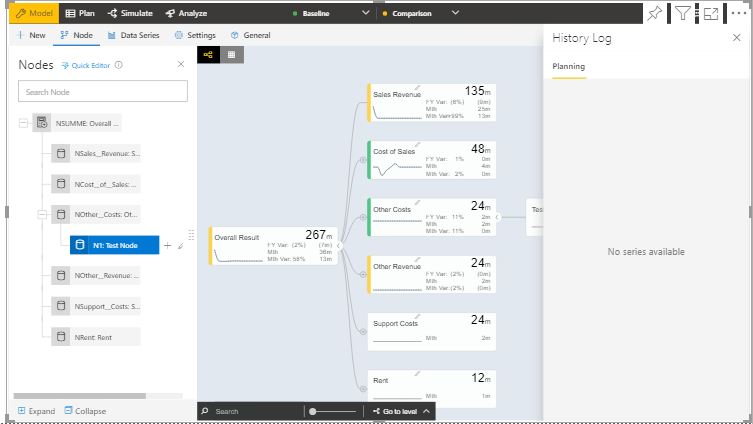 Model Plan Simulate Analyze Baseline Comparison
New Node Data Series Settings General
History Log
Planning
No series available
Nodes Quick Editor
Search Node
NSUMME: Overall ...
NSales__Revenue: S...
NCost__of__Sales: ...
NOther__Costs: Ot...
N1: Test Node
NOther__Revenue: ...
NSupport__Costs: S...
NRent: Rent
Expand Collapse
Overall Result 267m
FY Var: (2%) (7m)
Mth 36m
Mth Var: 58% 13m
Sales Revenue 135m
FY Var: (6%) (9m)
Mth 25m
Mth Var>99% 13m
Cost of Sales 48m
FY Var: 1% 0m
Mth 4m
Mth Var: 2% 0m
Other Costs 24m
FY Var: 11% 2m
Mth 2m
Mth Var: 11% 0m
Tes
Other Revenue 24m
FY Var: (2%) (0m)
Mth 2m
Mth Var: (2%) (0m)
Support Costs 24m
Mth 2m
Rent 12m
Mth 1m
Search Go to level